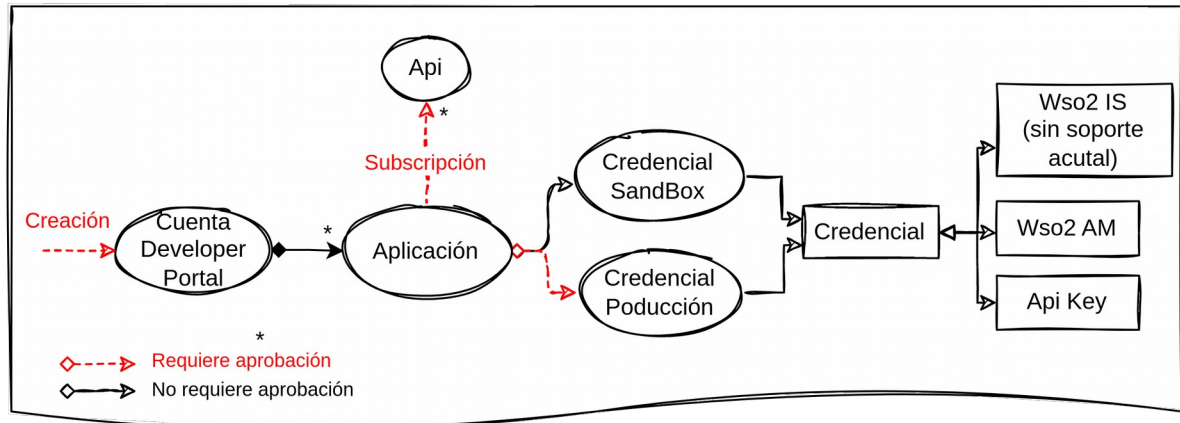 Api
*
Subscripción
Creación
Cuenta
Developer
Portal
*
Aplicación
Credencial
SandBox
Credencial
Poducción
Credencial
Wso2 IS
(sin soporte
acutal)
Wso2 AM
Api Key
*
Requiere aprobación
No requiere aprobación